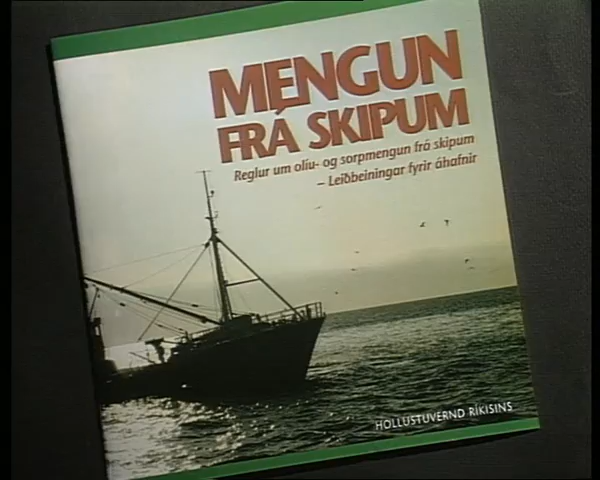 MENGUN
FRÁ SKIPUM
Reglur um olíu- og sorpmengun frá skipum
– Leiðbeiningar fyrir áhafnir
HOLLUSTUVERND RÍKISINS